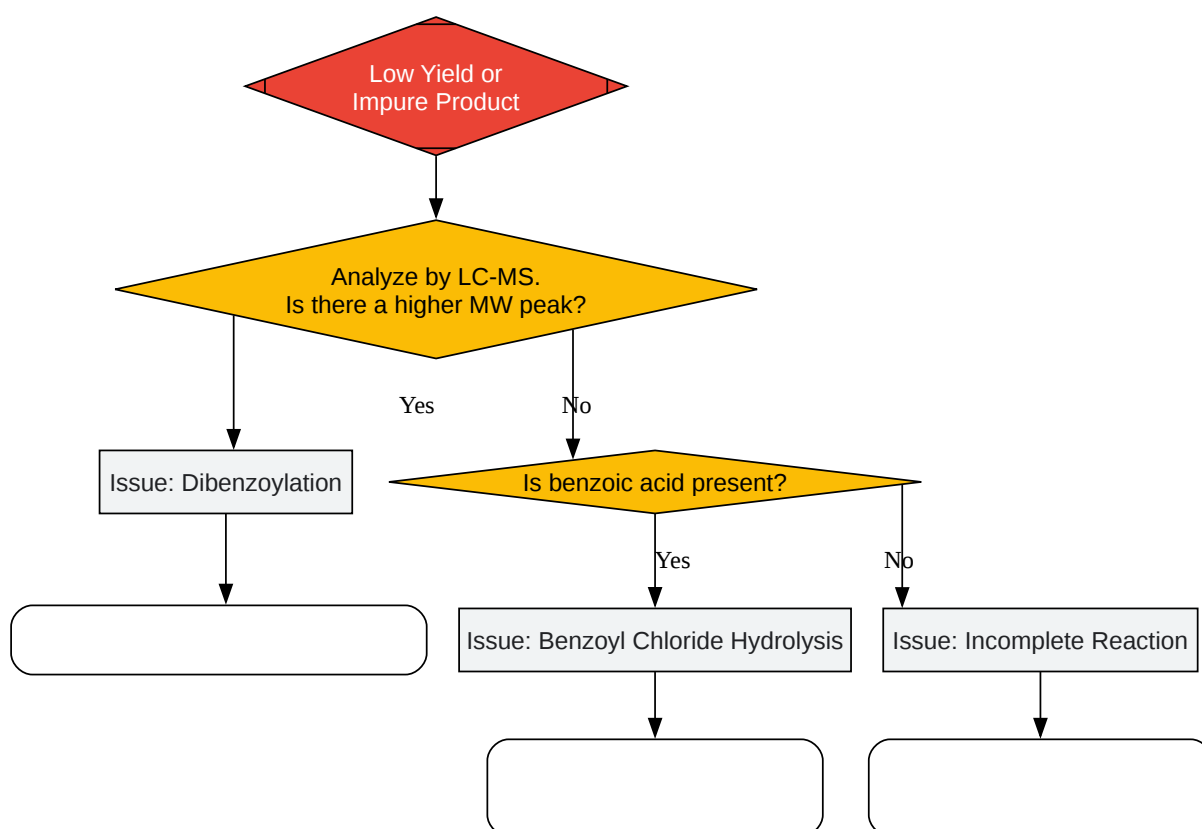 Low Yield or
Impure Product
Analyze by LC-MS.
Is there a higher MW peak?
Yes
No
Issue: Dibenzoylation
Is benzoic acid present?
Yes
No
Issue: Benzoyl Chloride Hydrolysis
Issue: Incomplete Reaction